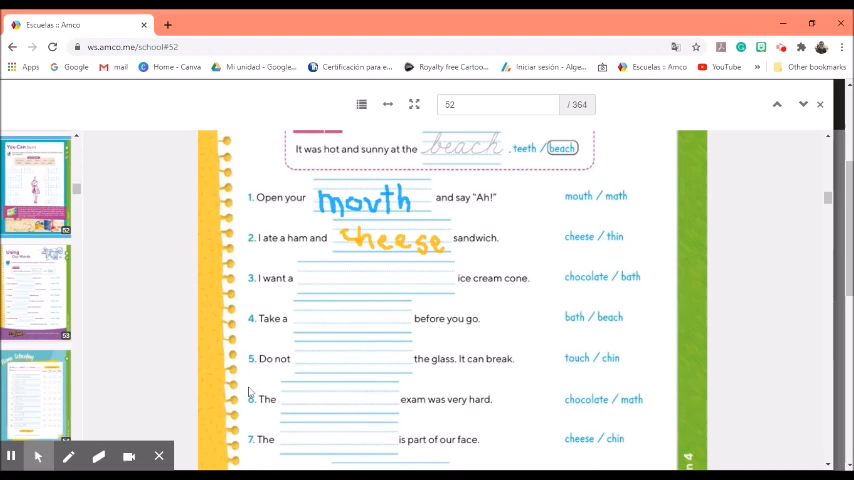 Escuelas :: Amco
ws.amco.me/school#52
Apps Google mail Home - Canva Mi unidad - Google... Certificación para e... Royalty free Cartoo... Iniciar sesión - Alge... Escuelas :: Amco YouTube » Other bookmarks
52 / 364
It was hot and sunny at the beach . teeth / beach
1. Open your mouth and say "Ah!" mouth / math
2. I ate a ham and cheese sandwich. cheese / thin
3. I want a ice cream cone. chocolate / bath
4. Take a before you go. bath / beach
5. Do not the glass. It can break. touch / chin
6. The exam was very hard. chocolate / math
7. The is part of our face. cheese / chin
52
53